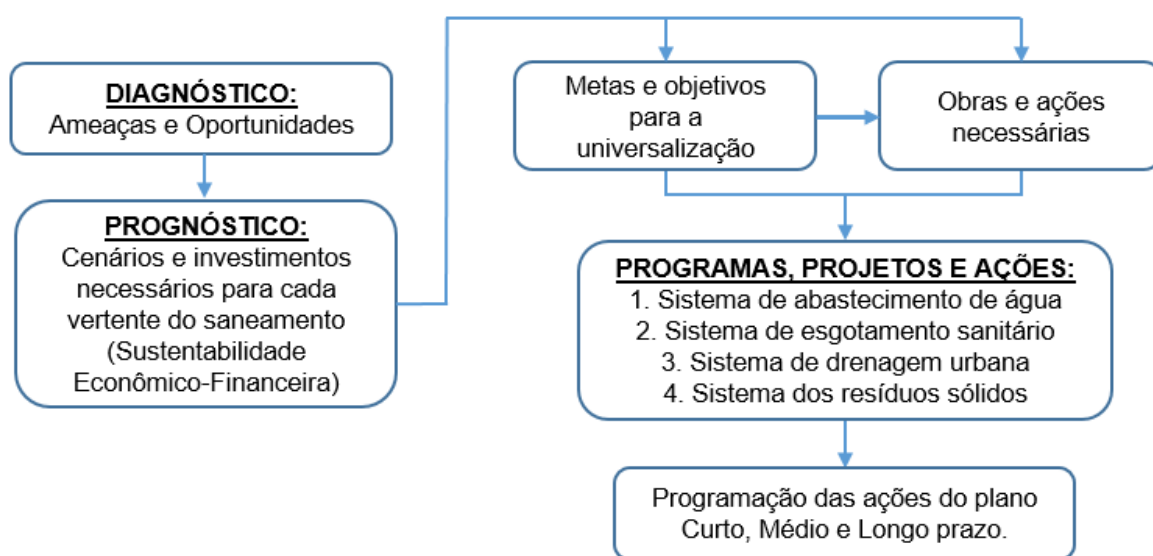 DIAGNÓSTICO:
Ameaças e Oportunidades
PROGNÓSTICO:
Cenários e investimentos
necessários para cada
vertente do saneamento
(Sustentabilidade
Econômico-Financeira)
Metas e objetivos
para a
universalização
Obras e ações
necessárias
PROGRAMAS, PROJETOS E AÇÕES:
1. Sistema de abastecimento de água
2. Sistema de esgotamento sanitário
3. Sistema de drenagem urbana
4. Sistema dos resíduos sólidos
Programação das ações do plano
Curto, Médio e Longo prazo.